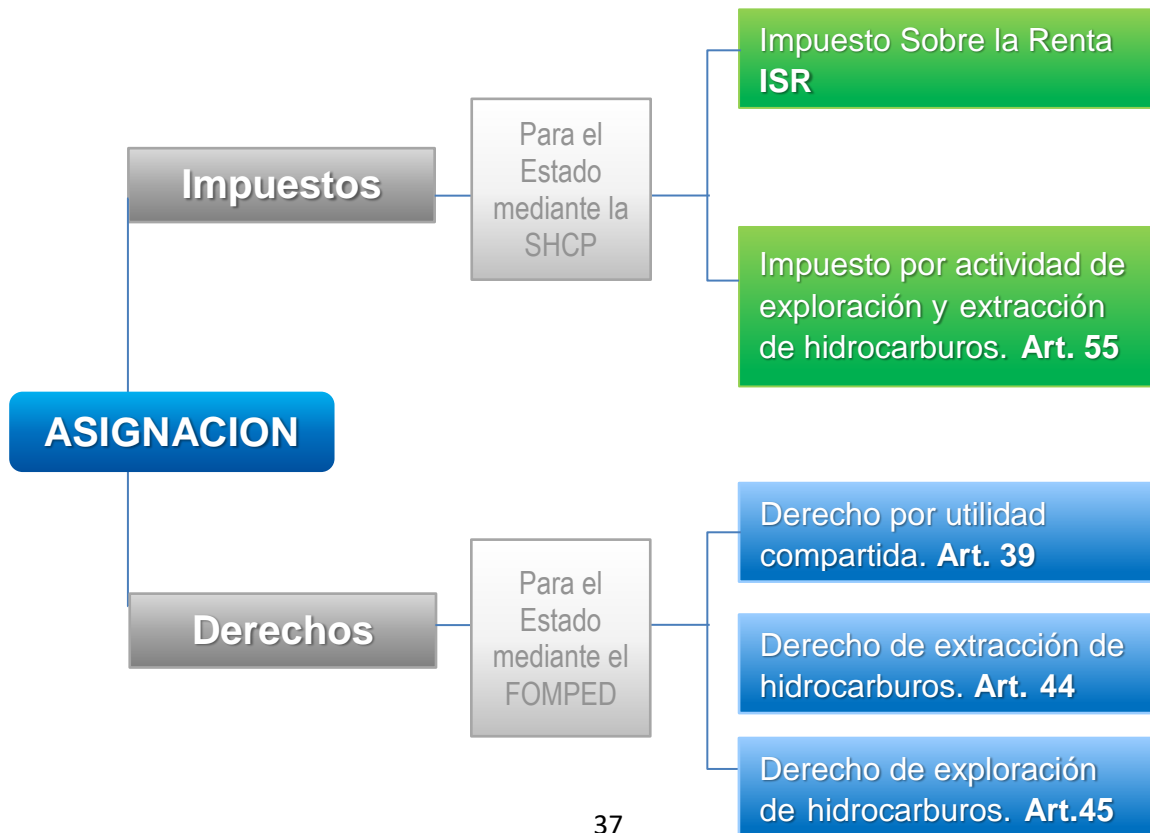 Impuesto Sobre la Renta
ISR
Para el
Estado
mediante la
SHCP
Impuestos
Impuesto por actividad de
exploración y extracción
de hidrocarburos. Art. 55
ASIGNACION
Derecho por utilidad
compartida. Art. 39
Para el
Estado
mediante el
FOMPED
Derechos
Derecho de extracción de
hidrocarburos. Art. 44
Derecho de exploración
de hidrocarburos. Art.45
37